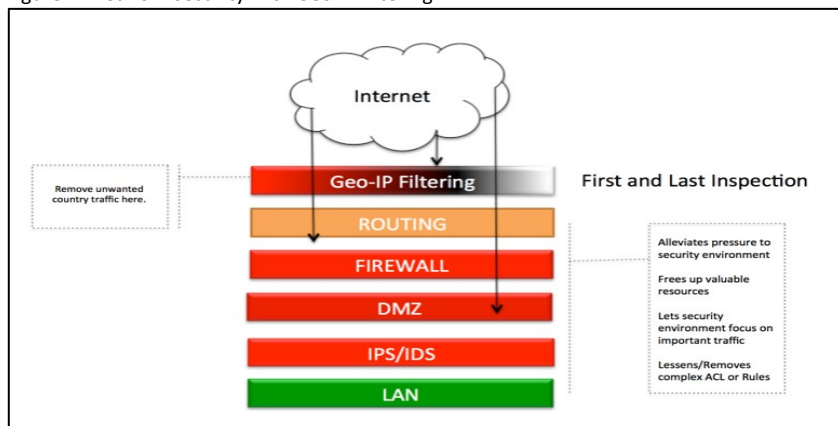 Internet
Geo-IP Filtering
First and Last Inspection
Remove unwanted
country traffic here.
ROUTING
FIREWALL
DMZ
IPS/IDS
LAN
Alleviates pressure to
security environment
Frees up valuable
resources
Lets security
environment focus on
important traffic
Lessens/Removes
complex ACL or Rules